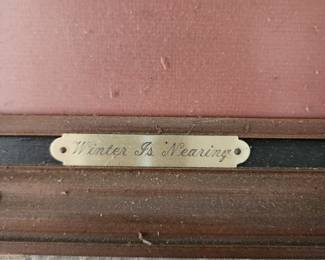 Winter Is Nearing